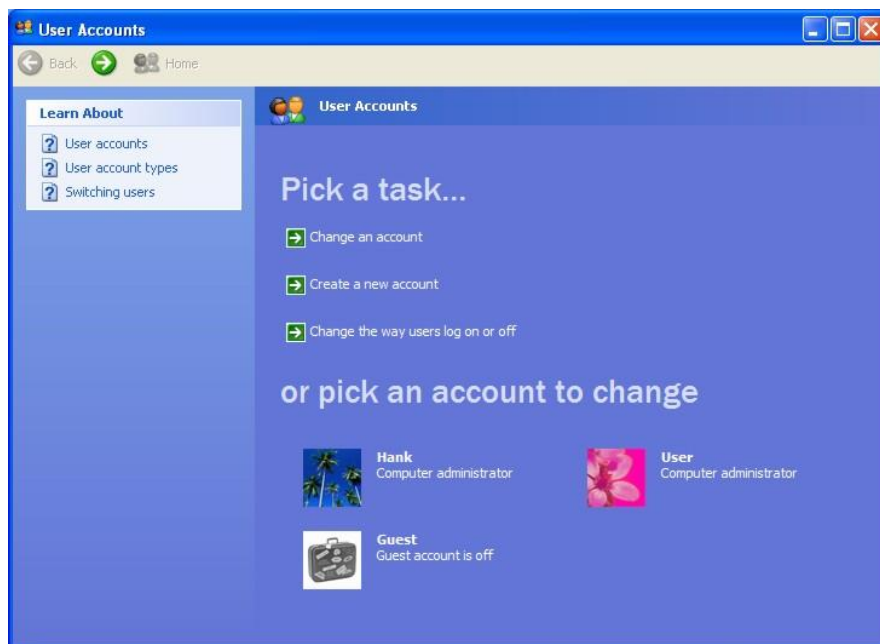 User Accounts
Back Home
Learn About
User accounts
User account types
Switching users
User Accounts
Pick a task...
Change an account
Create a new account
Change the way users log on or off
or pick an account to change
Hank
Computer administrator
User
Computer administrator
Guest
Guest account is off